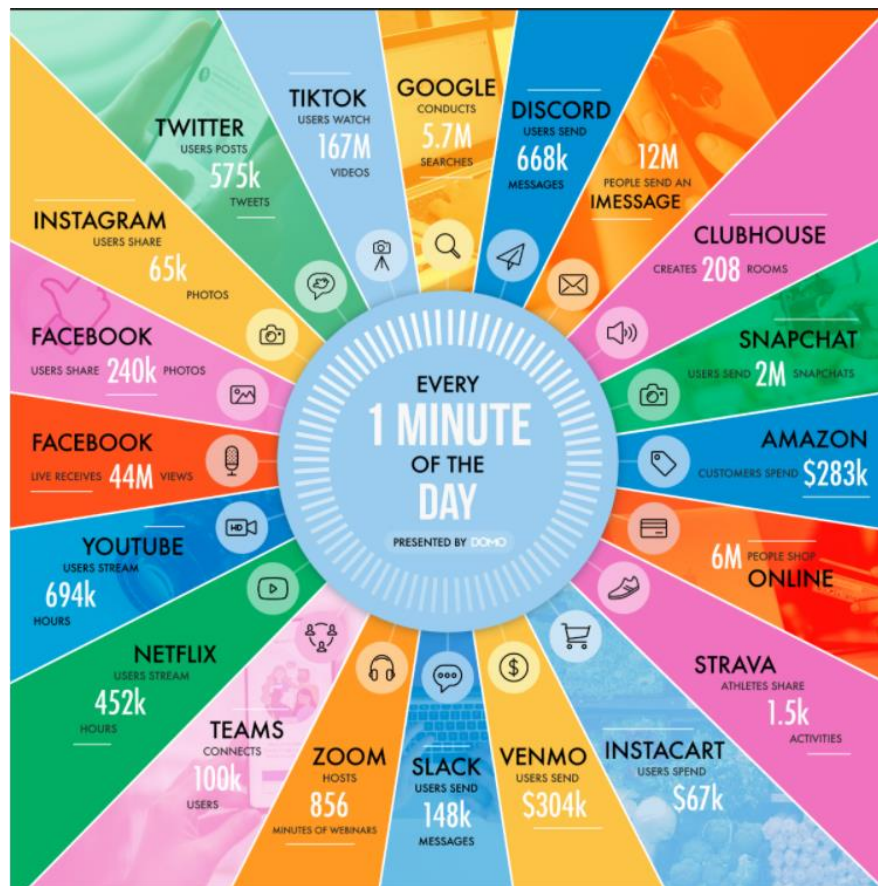 EVERY
1 MINUTE
OF THE
DAY
PRESENTED BY DOMO
GOOGLE
CONDUCTS
5.7M
SEARCHES
DISCORD
USERS SEND
668k
MESSAGES
12M
PEOPLE SEND AN
IMESSAGE
CLUBHOUSE
CREATES 208 ROOMS
SNAPCHAT
USERS SEND 2M SNAPCHATS
AMAZON
CUSTOMERS SPEND $283k
6M PEOPLE SHOP
ONLINE
STRAVA
ATHLETES SHARE
1.5k
ACTIVITIES
INSTACART
USERS SPEND
$67k
VENMO
USERS SEND
$304k
SLACK
USERS SEND
148k
MESSAGES
ZOOM
HOSTS
856
MINUTES OF WEBINARS
TEAMS
CONNECTS
100k
USERS
NETFLIX
USERS STREAM
452k
HOURS
YOUTUBE
USERS STREAM
694k
HOURS
HD
FACEBOOK
LIVE RECEIVES 44M VIEWS
FACEBOOK
USERS SHARE 240k PHOTOS
INSTAGRAM
USERS SHARE
65k
PHOTOS
TWITTER
USERS POSTS
575k
TWEETS
TIKTOK
USERS WATCH
167M
VIDEOS